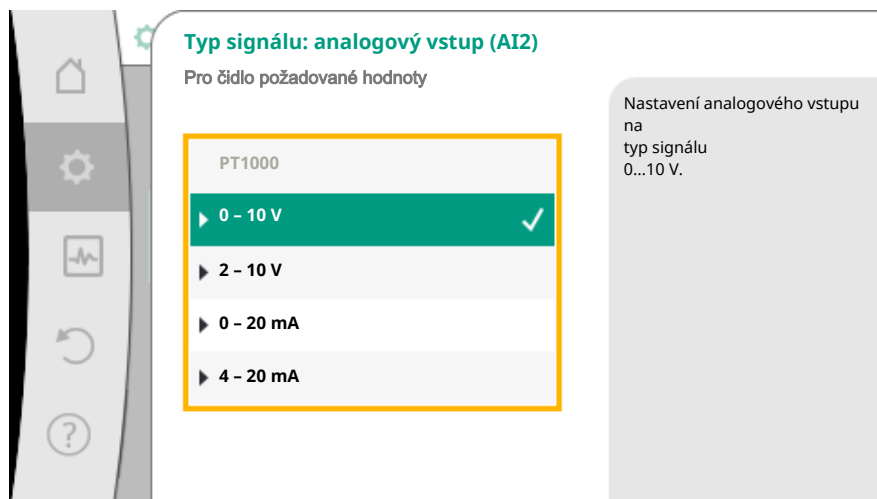 Typ signálu: analogový vstup (AI2)
Pro čidlo požadované hodnoty
PT1000
0 – 10 V
2 – 10 V
0 – 20 mA
4 – 20 mA
Nastavení analogového vstupu
na
typ signálu
0...10 V.
?